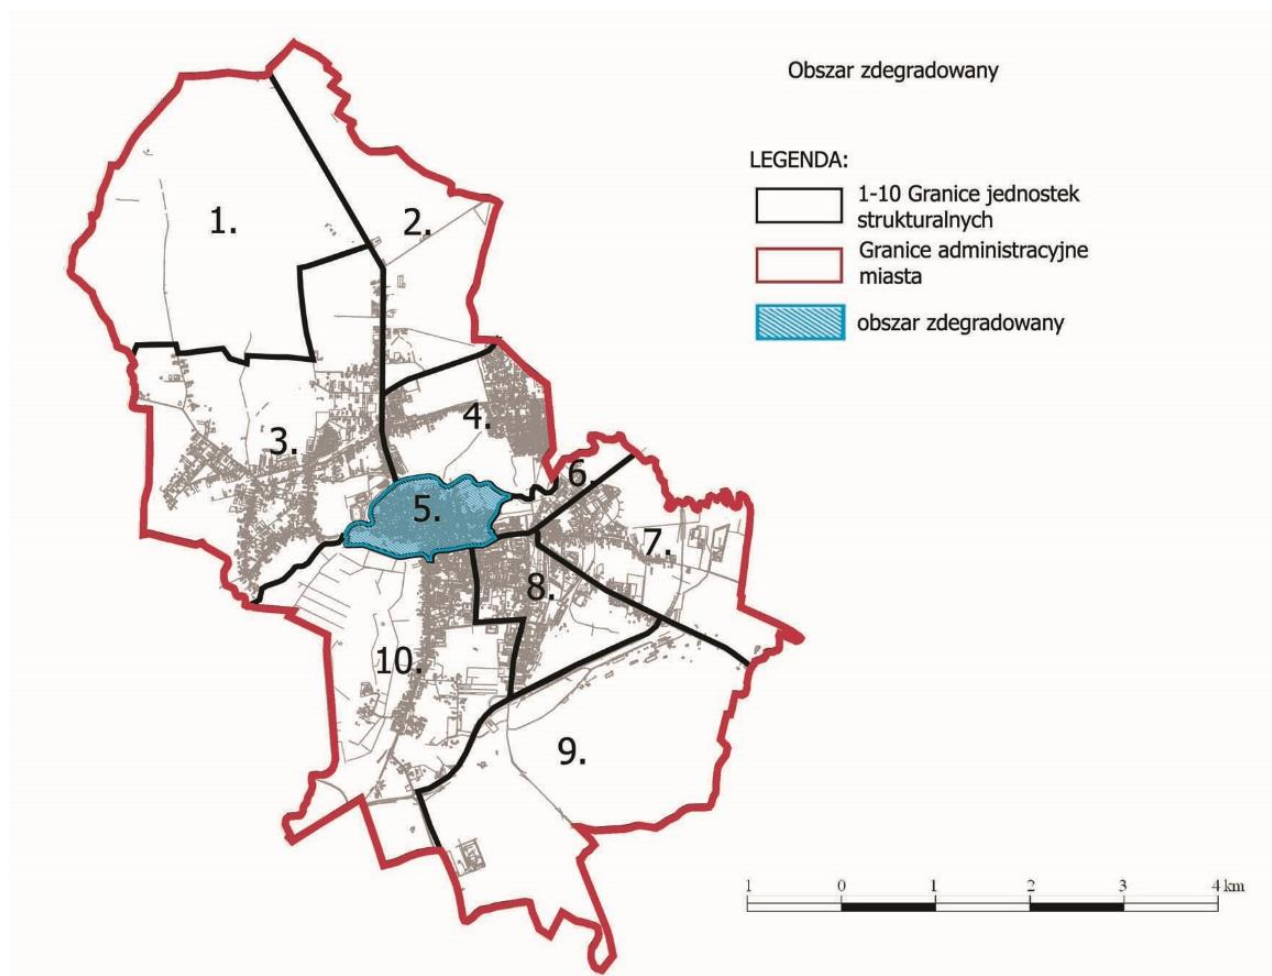 Obszar zdegradowany
LEGENDA:
1-10 Granice jednostek
strukturalnych
Granice administracyjne
miasta
obszar zdegradowany
1.
2.
3.
4.
5.
6.
7.
8.
9.
10.
1 0 1 2 3 4 km